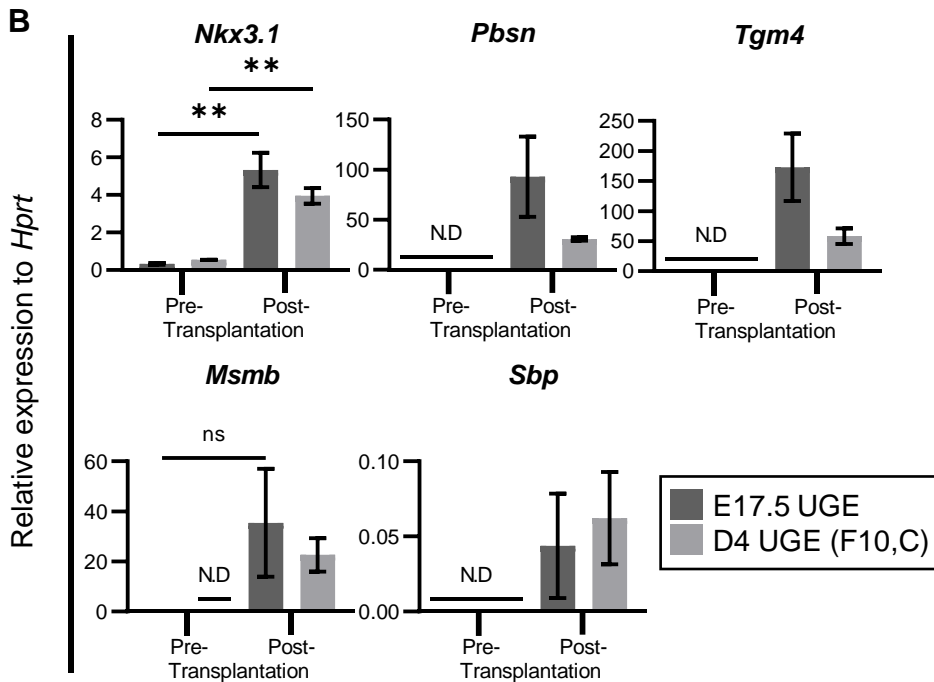 B
Relative expression to Hprt
Nkx3.1
**
**
8
6
4
2
0
Pre-
Post-
Transplantation
Pbsn
150
100
50
0
N.D
Pre-
Post-
Transplantation
Tgm4
250
200
150
100
50
0
N.D
Pre-
Post-
Transplantation
Msmb
ns
60
40
20
0
N.D
Pre-
Post-
Transplantation
Sbp
0.10
0.05
0.00
N.D
Pre-
Post-
Transplantation
E17.5 UGE
D4 UGE (F10,C)